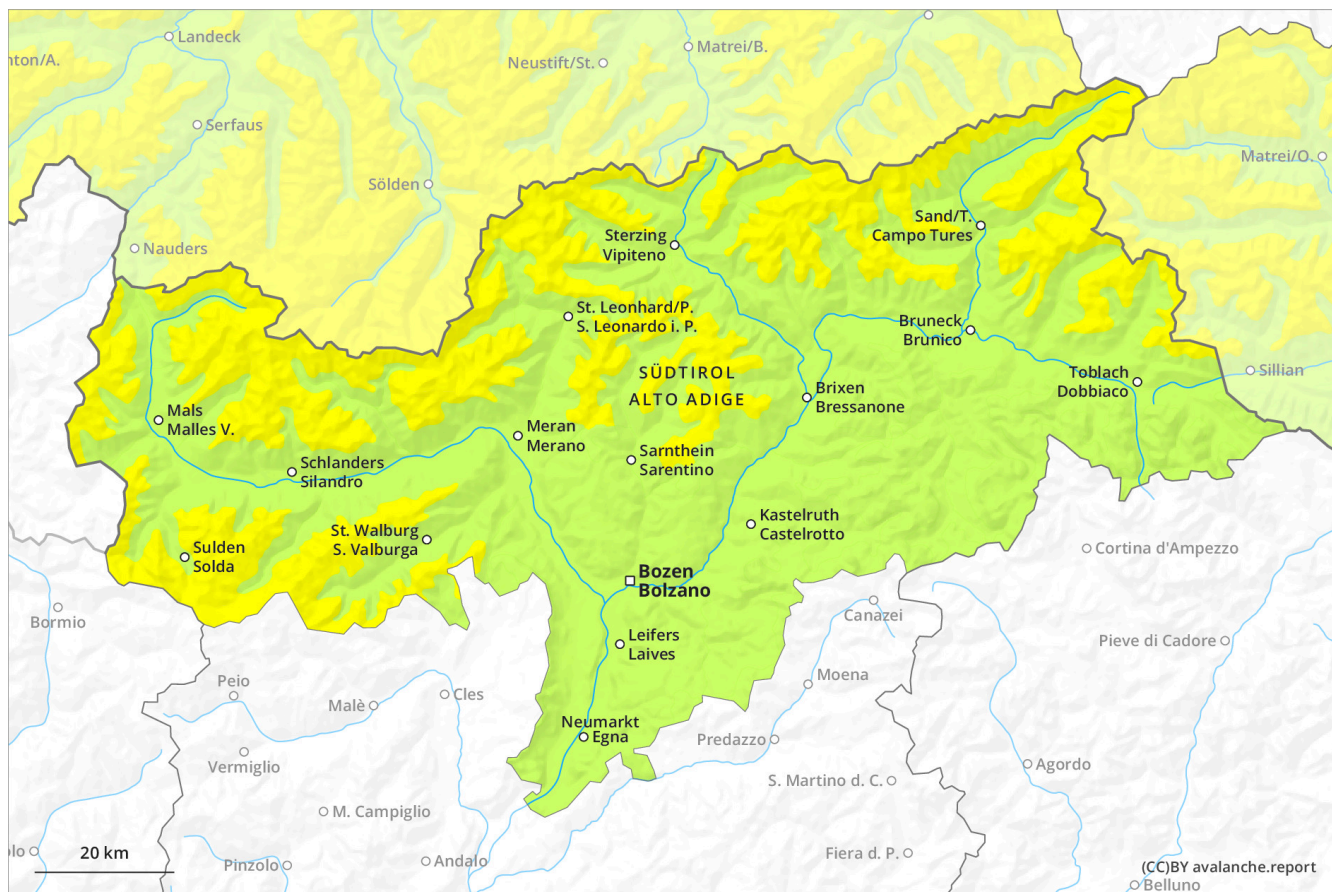 Landeck
nton/A.
Matrei/B.
Neustift/St.
Serfaus
Matrei/O.
Sölden
Nauders
Sand/T.
Campo Tures
Sterzing
Vipiteno
St. Leonhard/P.
S. Leonardo i. P.
Bruneck
Brunico
SÜDTIROL
ALTO ADIGE
Toblach
Dobbiaco
Sillian
Brixen
Bressanone
Mals
Malles V.
Meran
Merano
Sarnthein
Sarentino
Schlanders
Silandro
Kastelruth
Castelrotto
St. Walburg
S. Valburga
Sulden
Solda
Cortina d'Ampezzo
Bozen
Bolzano
Bormio
Canazei
Leifers
Laives
Pieve di Cadore
Peio
Malè
Cles
Moena
Neumarkt
Egna
Predazzo
Vermiglio
Agordo
S. Martino d. C.
M. Campiglio
olo
20 km
Pinzolo
Andalo
Fiera d. P.
(CC)BY avalanche.report
Belluno